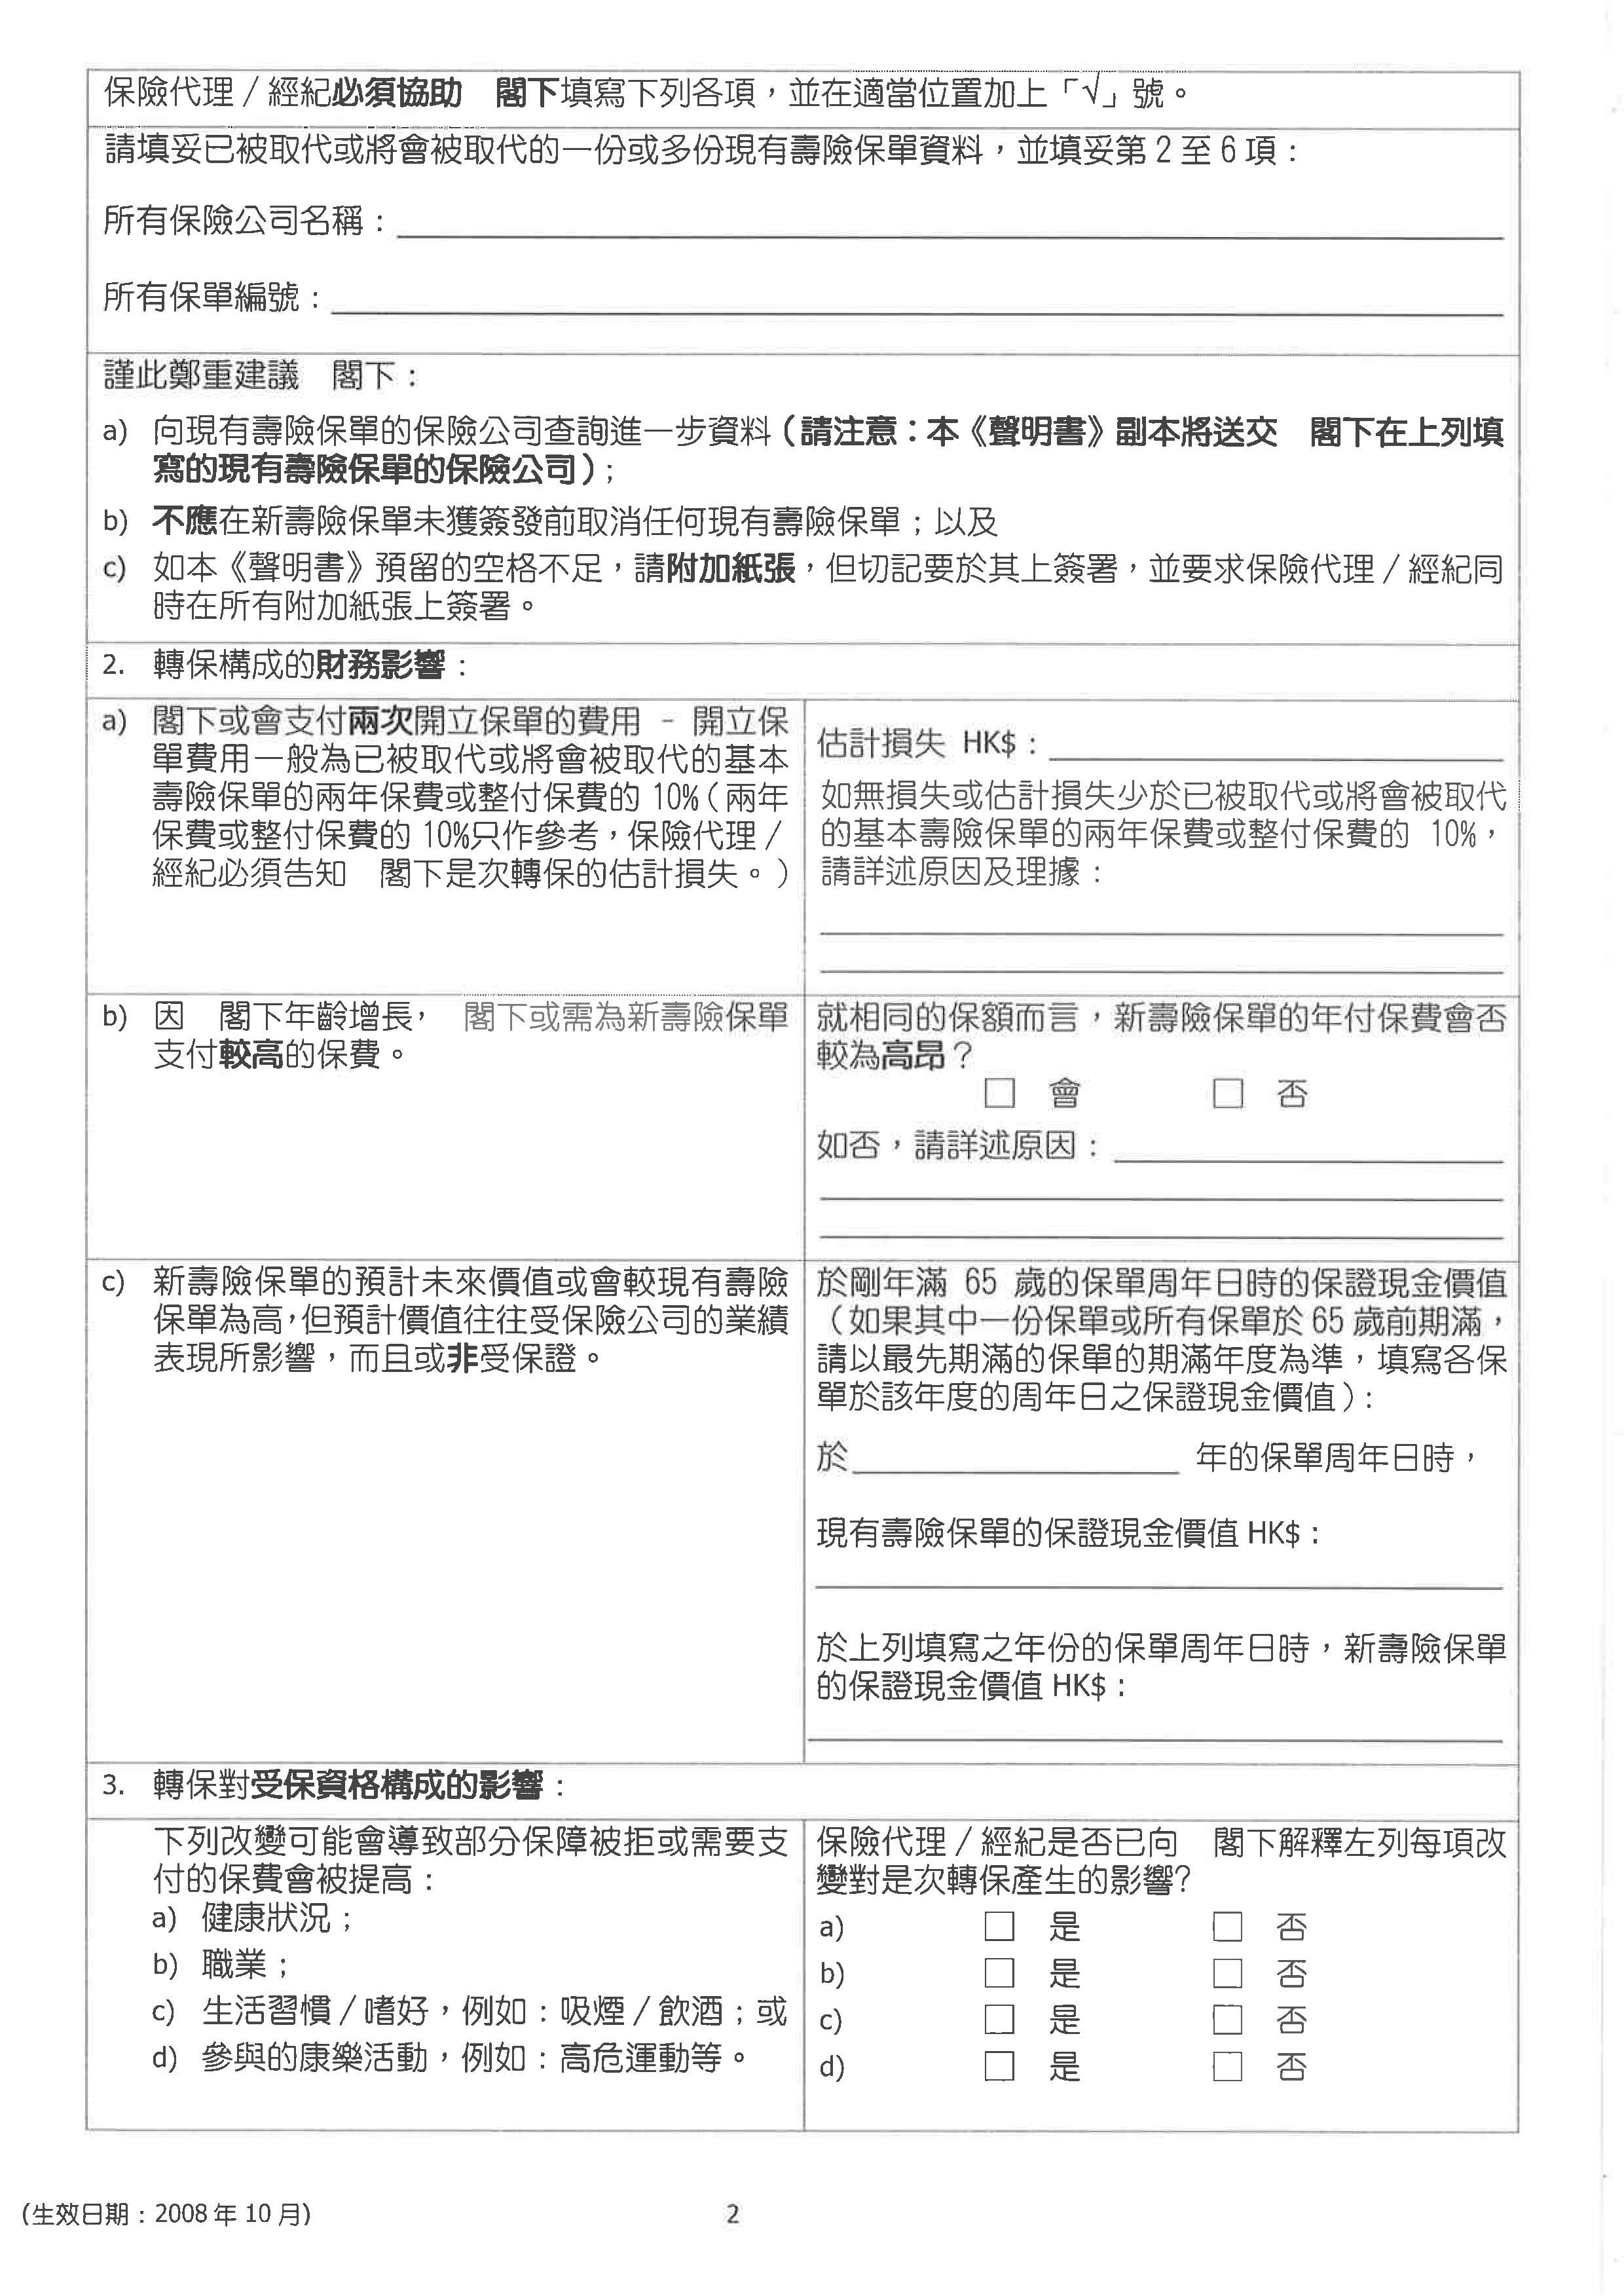 保險代理／經紀必須協助　閣下填寫下列各項，並在適當位置加上「√」號。
請填妥已被取代或將會被取代的一份或多份現有壽險保單資料，並填妥第 2 至 6 項：
所有保險公司名稱：
所有保單編號：
謹此鄭重建議　閣下：
a) 向現有壽險保單的保險公司查詢進一步資料（請注意：本《聲明書》副本將送交　閣下在上列填
寫的現有壽險保單的保險公司）；
b) 不應在新壽險保單未獲簽發前取消任何現有壽險保單；以及
c) 如本《聲明書》預留的空格不足，請附加紙張，但切記要於其上簽署，並要求保險代理／經紀同
時在所有附加紙張上簽署。
2. 轉保構成的財務影響：
a) 閣下或會支付兩次開立保單的費用 - 開立保
單費用一般為已被取代或將會被取代的基本
壽險保單的兩年保費或整付保費的 10%（兩年
保費或整付保費的 10%只作參考，保險代理／
經紀必須告知　閣下是次轉保的估計損失。）
估計損失 HK$：
如無損失或估計損失少於已被取代或將會被取代
的基本壽險保單的兩年保費或整付保費的 10%，
請詳述原因及理據：
b) 因　閣下年齡增長，　閣下或需為新壽險保單
支付較高的保費。
就相同的保額而言，新壽險保單的年付保費會否
較為高昂？
□ 會　□ 否
如否，請詳述原因：
c) 新壽險保單的預計未來價值或會較現有壽險
保單為高，但預計價值往往受保險公司的業績
表現所影響，而且或非受保證。
於剛年滿 65 歲的保單周年日時的保證現金價值
（如果其中一份保單或所有保單於 65 歲前期滿，
請以最先期滿的保單的期滿年度為準，填寫各保
單於該年度的周年日之保證現金價值）：
於　年的保單周年日時，
現有壽險保單的保證現金價值 HK$：
於上列填寫之年份的保單周年日時，新壽險保單
的保證現金價值 HK$：
3. 轉保對受保資格構成的影響：
下列改變可能會導致部分保障被拒或需要支
付的保費會被提高：
a) 健康狀況；
b) 職業；
c) 生活習慣／嗜好，例如：吸煙／飲酒；或
d) 參與的康樂活動，例如：高危運動等。
保險代理／經紀是否已向　閣下解釋左列每項改
變對是次轉保產生的影響?
a) □ 是　□ 否
b) □ 是　□ 否
c) □ 是　□ 否
d) □ 是　□ 否
(生效日期：2008 年 10 月)
2